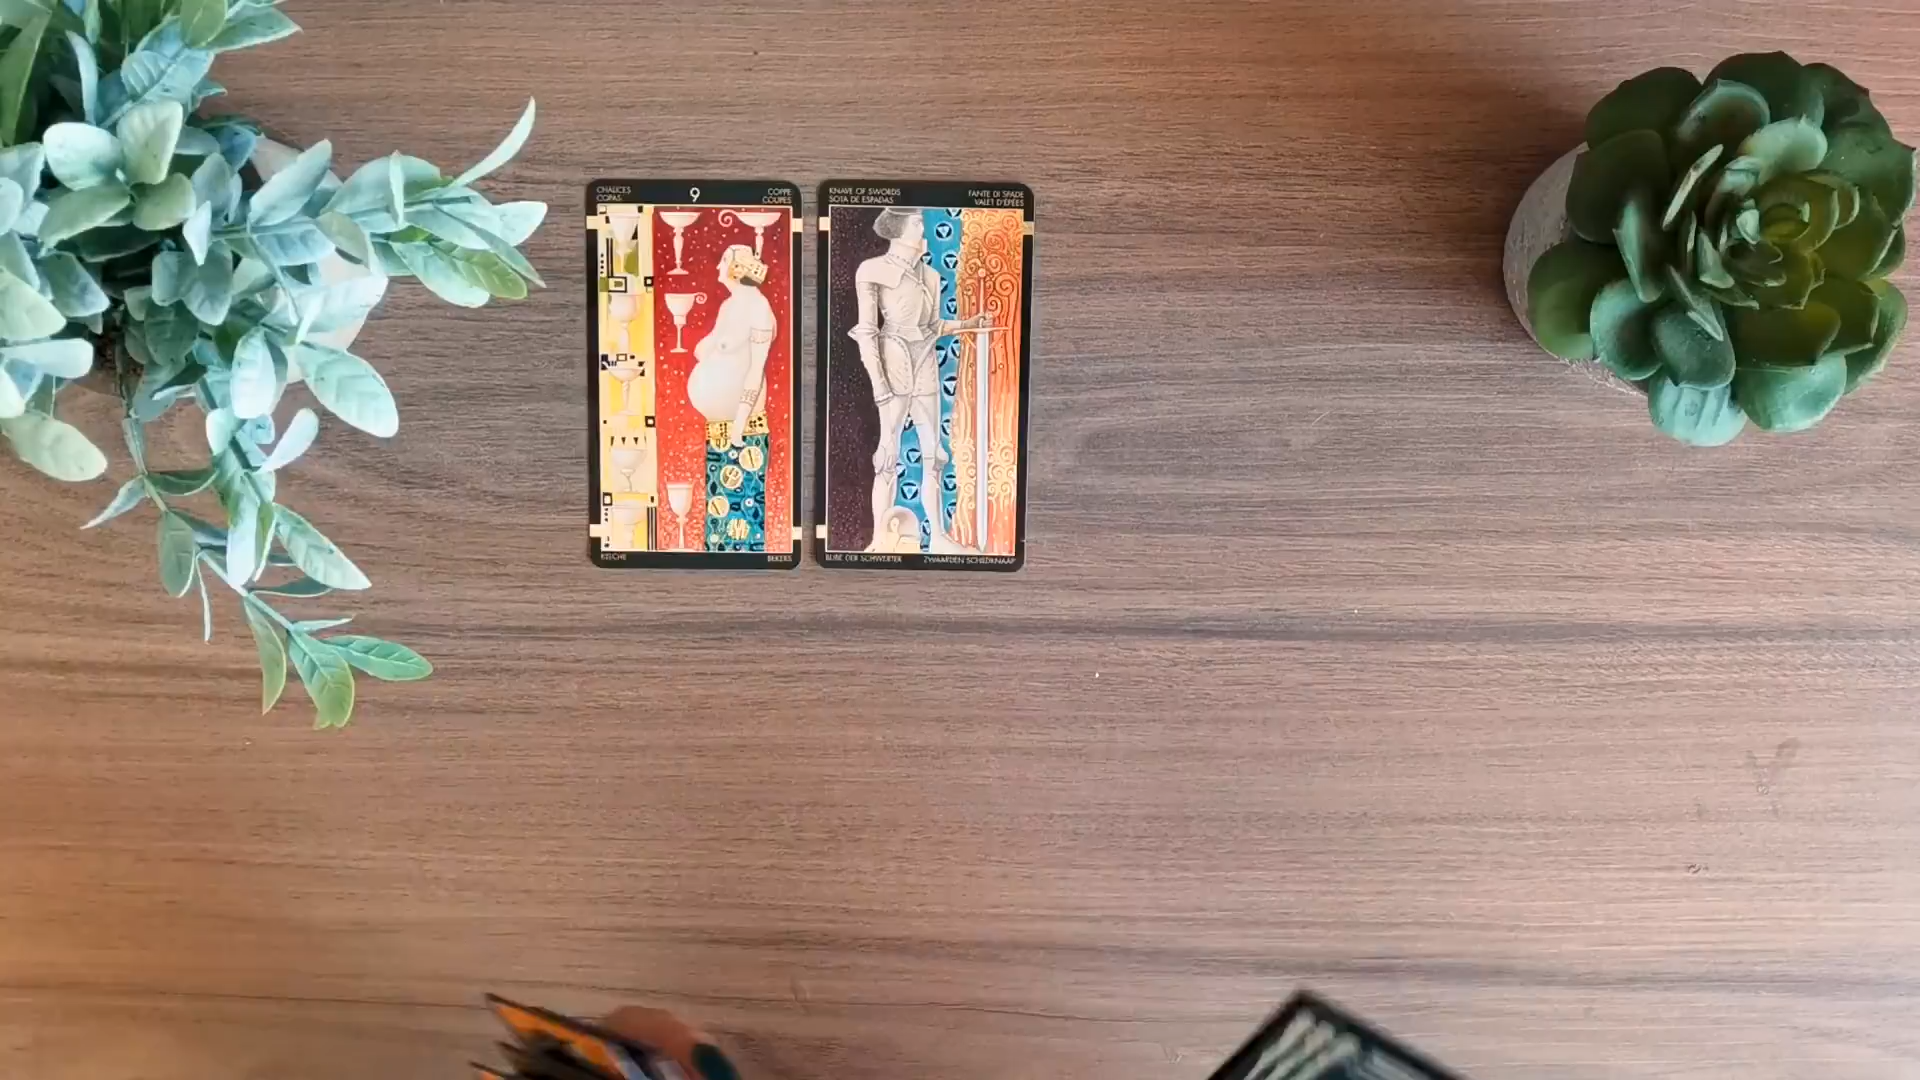 CHALICES
COPAS
9
COPPE
COUPES
KELCHE
BEKERS
KNAVE OF SWORDS
SOTA DE ESPADAS
FANTE DI SPADE
VALET D'ÉPÉES
BUBE DER SCHWERTER
ZWAARDEN SCHILDKNAAP